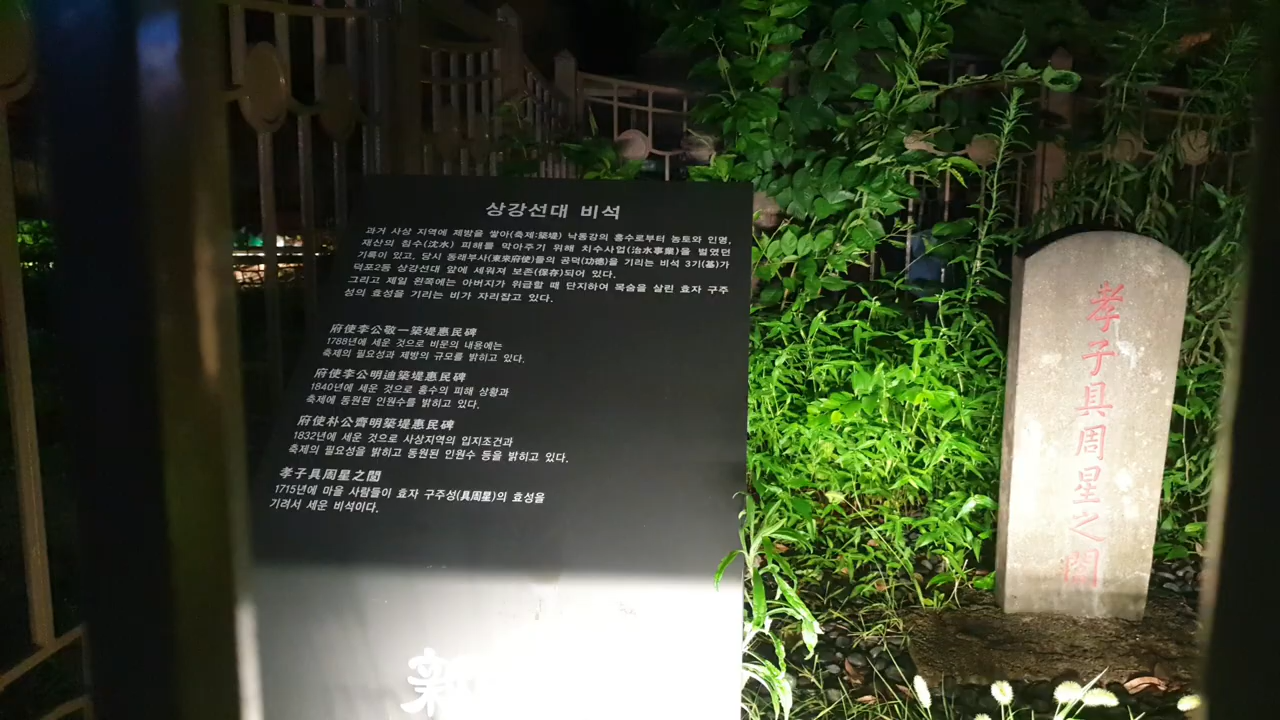 상강선대 비석
과거 사상 지역에 제방을 쌓아(축제:築堤) 낙동강의 홍수로부터 농토와 인명,
재산의 침수(沈水) 피해를 막아주기 위해 치수사업(治水事業)을 벌였던
기록이 있고, 당시 동래부사(東萊府使)들의 공덕(功德)을 기리는 비석 3기(基)가
덕포2동 상강선대 앞에 세워져 보존(保存)되어 있다.
그리고 제일 왼쪽에는 아버지가 위급할 때 단지하여 목숨을 살린 효자 구주
성의 효성을 기리는 비가 자리잡고 있다.
府使李公敬一築堤惠民碑
1788년에 세운 것으로 비문의 내용에는
축제의 필요성과 제방의 규모를 밝히고 있다.
府使李公明迪築堤惠民碑
1840년에 세운 것으로 홍수의 피해 상황과
축제에 동원된 인원수를 밝히고 있다.
府使朴公齊明築堤惠民碑
1832년에 세운 것으로 사상지역의 입지조건과
축제의 필요성을 밝히고 동원된 인원수 등을 밝히고 있다.
孝子具周星之閭
1715년에 마을 사람들이 효자 구주성(具周星)의 효성을
기려서 세운 비석이다.
孝子具周星之閭